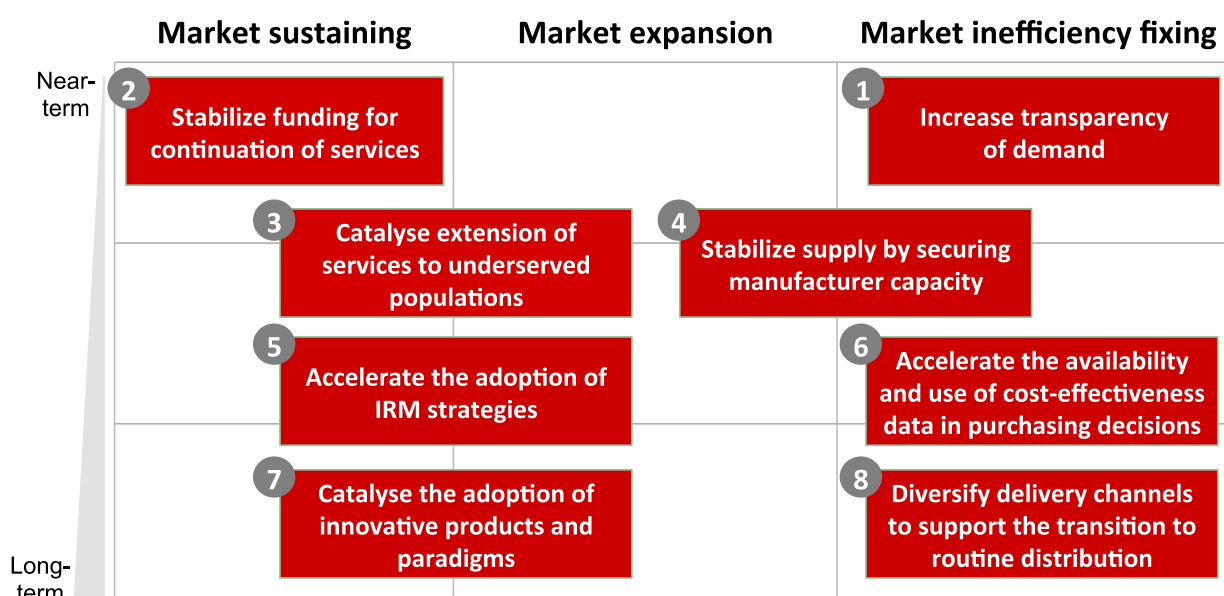 Market sustaining
Market expansion
Market inefficiency fixing
Near-
term
2
Stabilize funding for
continuation of services
1
Increase transparency
of demand
3
Catalyse extension of
services to underserved
populations
4
Stabilize supply by securing
manufacturer capacity
5
Accelerate the adoption of
IRM strategies
6
Accelerate the availability
and use of cost-effectiveness
data in purchasing decisions
7
Catalyse the adoption of
innovative products and
paradigms
8
Diversify delivery channels
to support the transition to
routine distribution
Long-
term